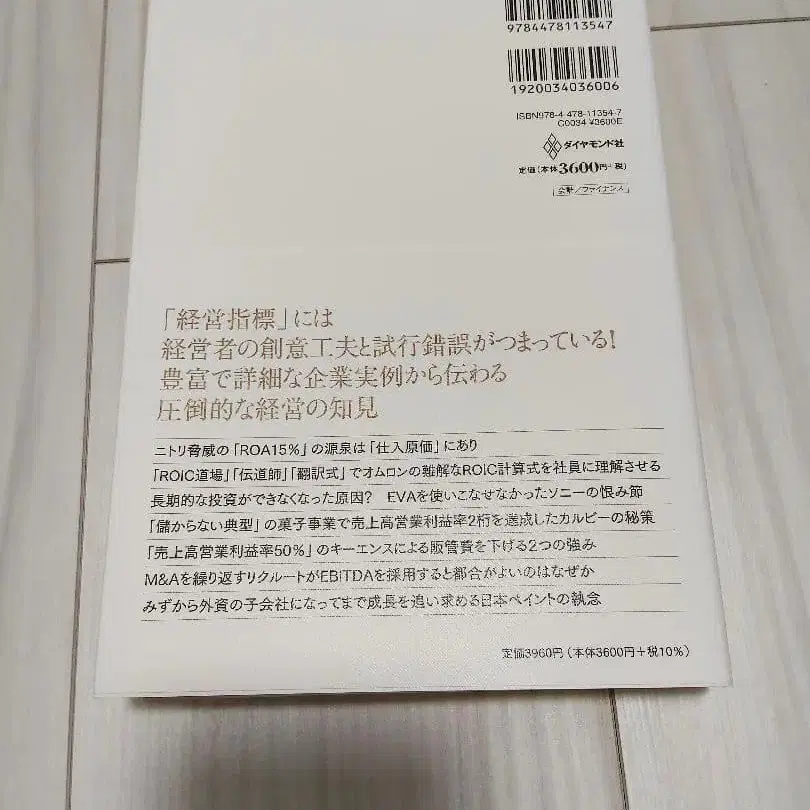 9784478113547
1920034036006
ISBN978-4-478-11354-7
C0034 ¥3600E
ダイヤモンド社
定価(本体3600円+税)
会計/ファイナンス
「経営指標」には
経営者の創意工夫と試行錯誤がつまっている!
豊富で詳細な企業実例から伝わる
圧倒的な経営の知見
ニトリ脅威の「ROA15%」の源泉は「仕入原価」にあり
「ROIC道場」「伝道師」「翻訳式」でオムロンの難解なROIC計算式を社員に理解させる
長期的な投資ができなくなった原因? EVAを使いこなせなかったソニーの恨み節
「儲からない典型」の菓子事業で売上高営業利益率2桁を達成したカルビーの秘策
「売上高営業利益率50%」のキーエンスによる販管費を下げる2つの強み
M&Aを繰り返すリクルートがEBITDAを採用すると都合がよいのはなぜか
みずから外資の子会社になってまで成長を追い求める日本ペイントの執念
定価3960円(本体3600円+税10%)